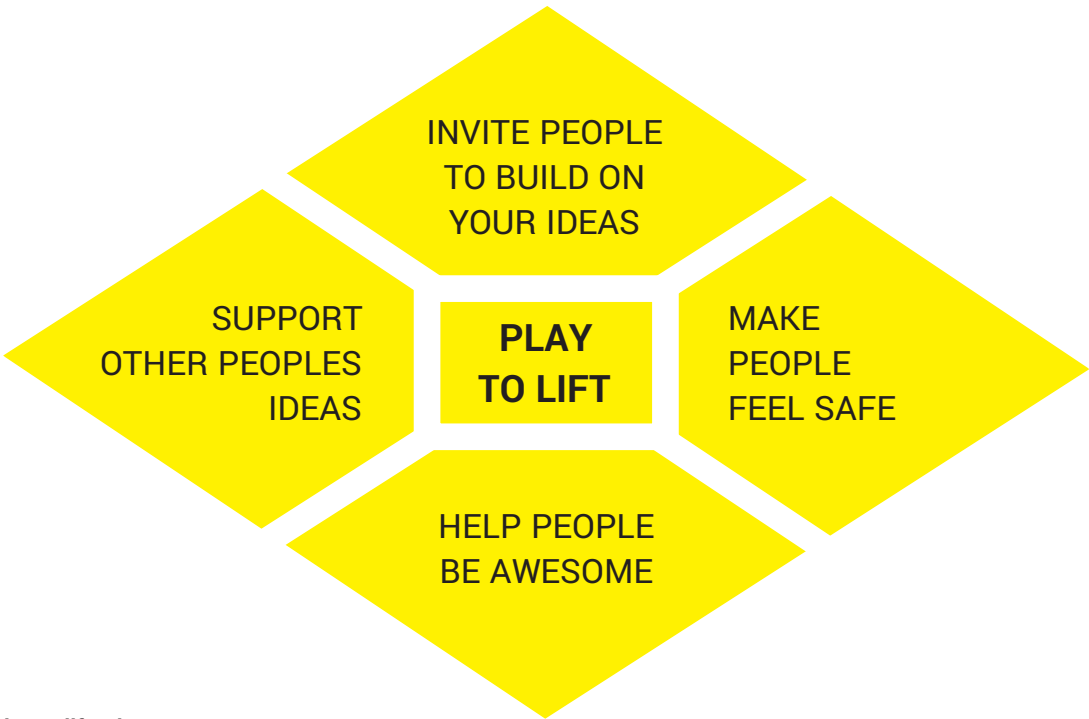 INVITE PEOPLE
TO BUILD ON
YOUR IDEAS
SUPPORT
OTHER PEOPLES
IDEAS
PLAY
TO LIFT
MAKE
PEOPLE
FEEL SAFE
HELP PEOPLE
BE AWESOME